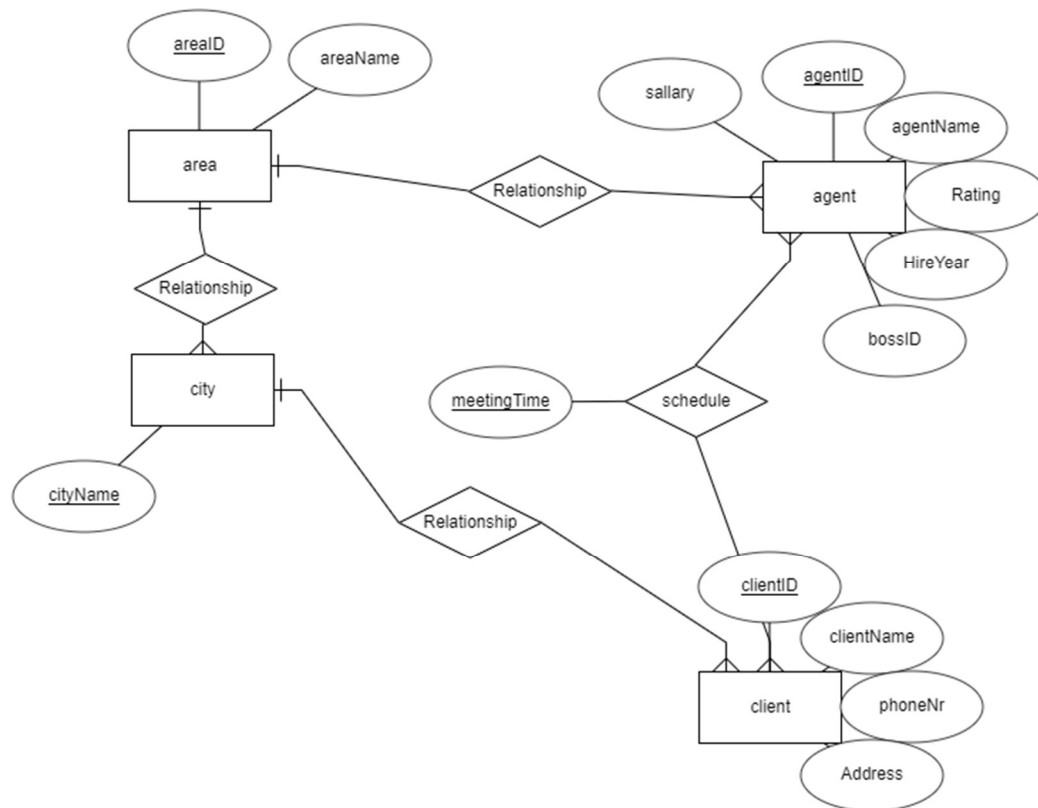 areaID
areaName
agentID
sallary
agentName
area
Relationship
agent
Rating
HireYear
Relationship
bossID
city
meetingTime
schedule
cityName
Relationship
clientID
clientName
client
phoneNr
Address